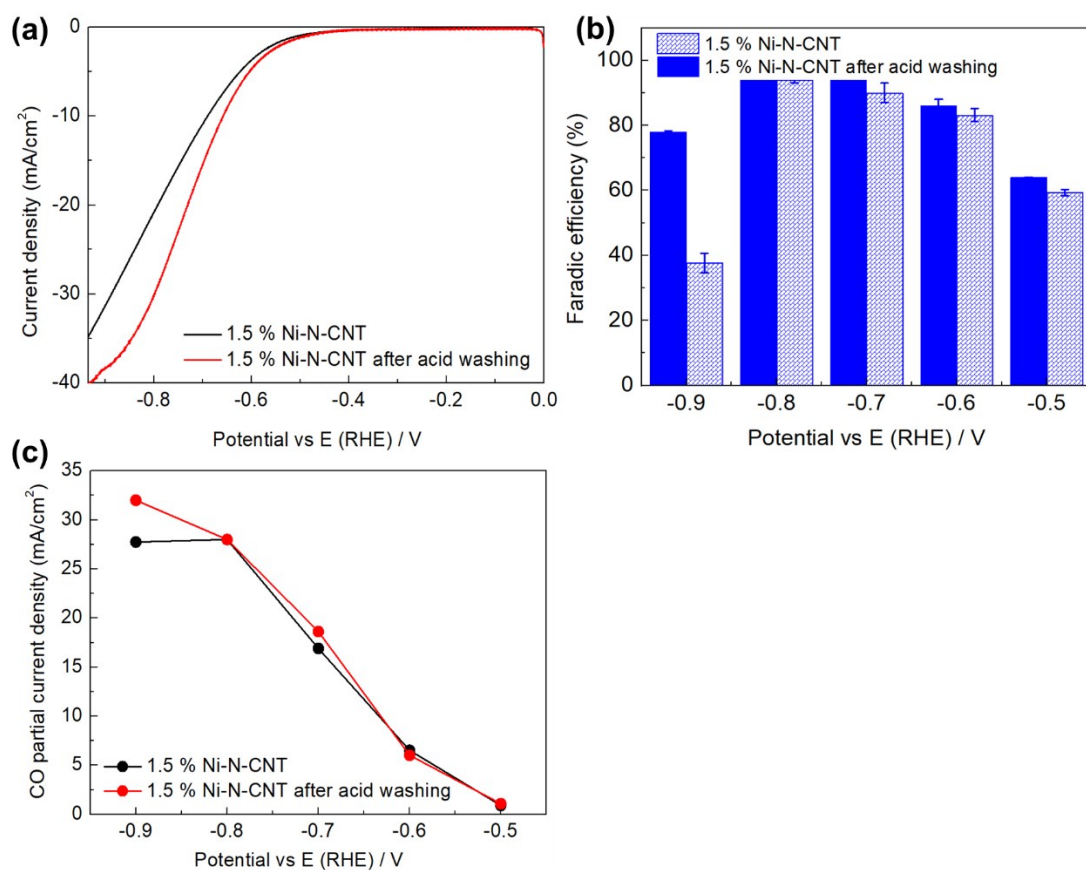 (a)
0
-10
-20
-30
-40
Current density (mA/cm²)
1.5 % Ni-N-CNT
1.5 % Ni-N-CNT after acid washing
-0.8
-0.6
-0.4
-0.2
0.0
Potential vs E (RHE) / V
(b)
100
80
60
40
20
0
Faradic efficiency (%)
1.5 % Ni-N-CNT
1.5 % Ni-N-CNT after acid washing
-0.9
-0.8
-0.7
-0.6
-0.5
Potential vs E (RHE) / V
(c)
35
30
25
20
15
10
5
0
CO partial current density (mA/cm²)
1.5 % Ni-N-CNT
1.5 % Ni-N-CNT after acid washing
-0.9
-0.8
-0.7
-0.6
-0.5
Potential vs E (RHE) / V